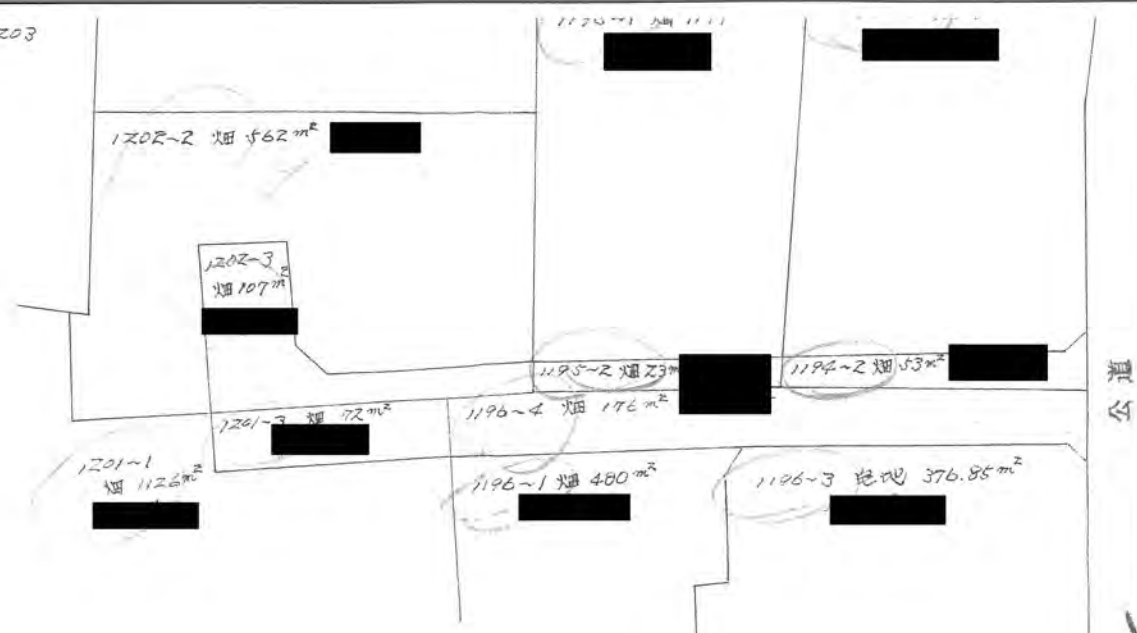 1203
1202~2 畑 562㎡
1202~3
畑 107㎡
1195~2 畑 23㎡
1194~2 畑 53㎡
1201~3 畑 72㎡
1196~4 畑 176㎡
1201~1
畑 1126㎡
1196~1 畑 480㎡
1196~3 宅地 376.85㎡
公道